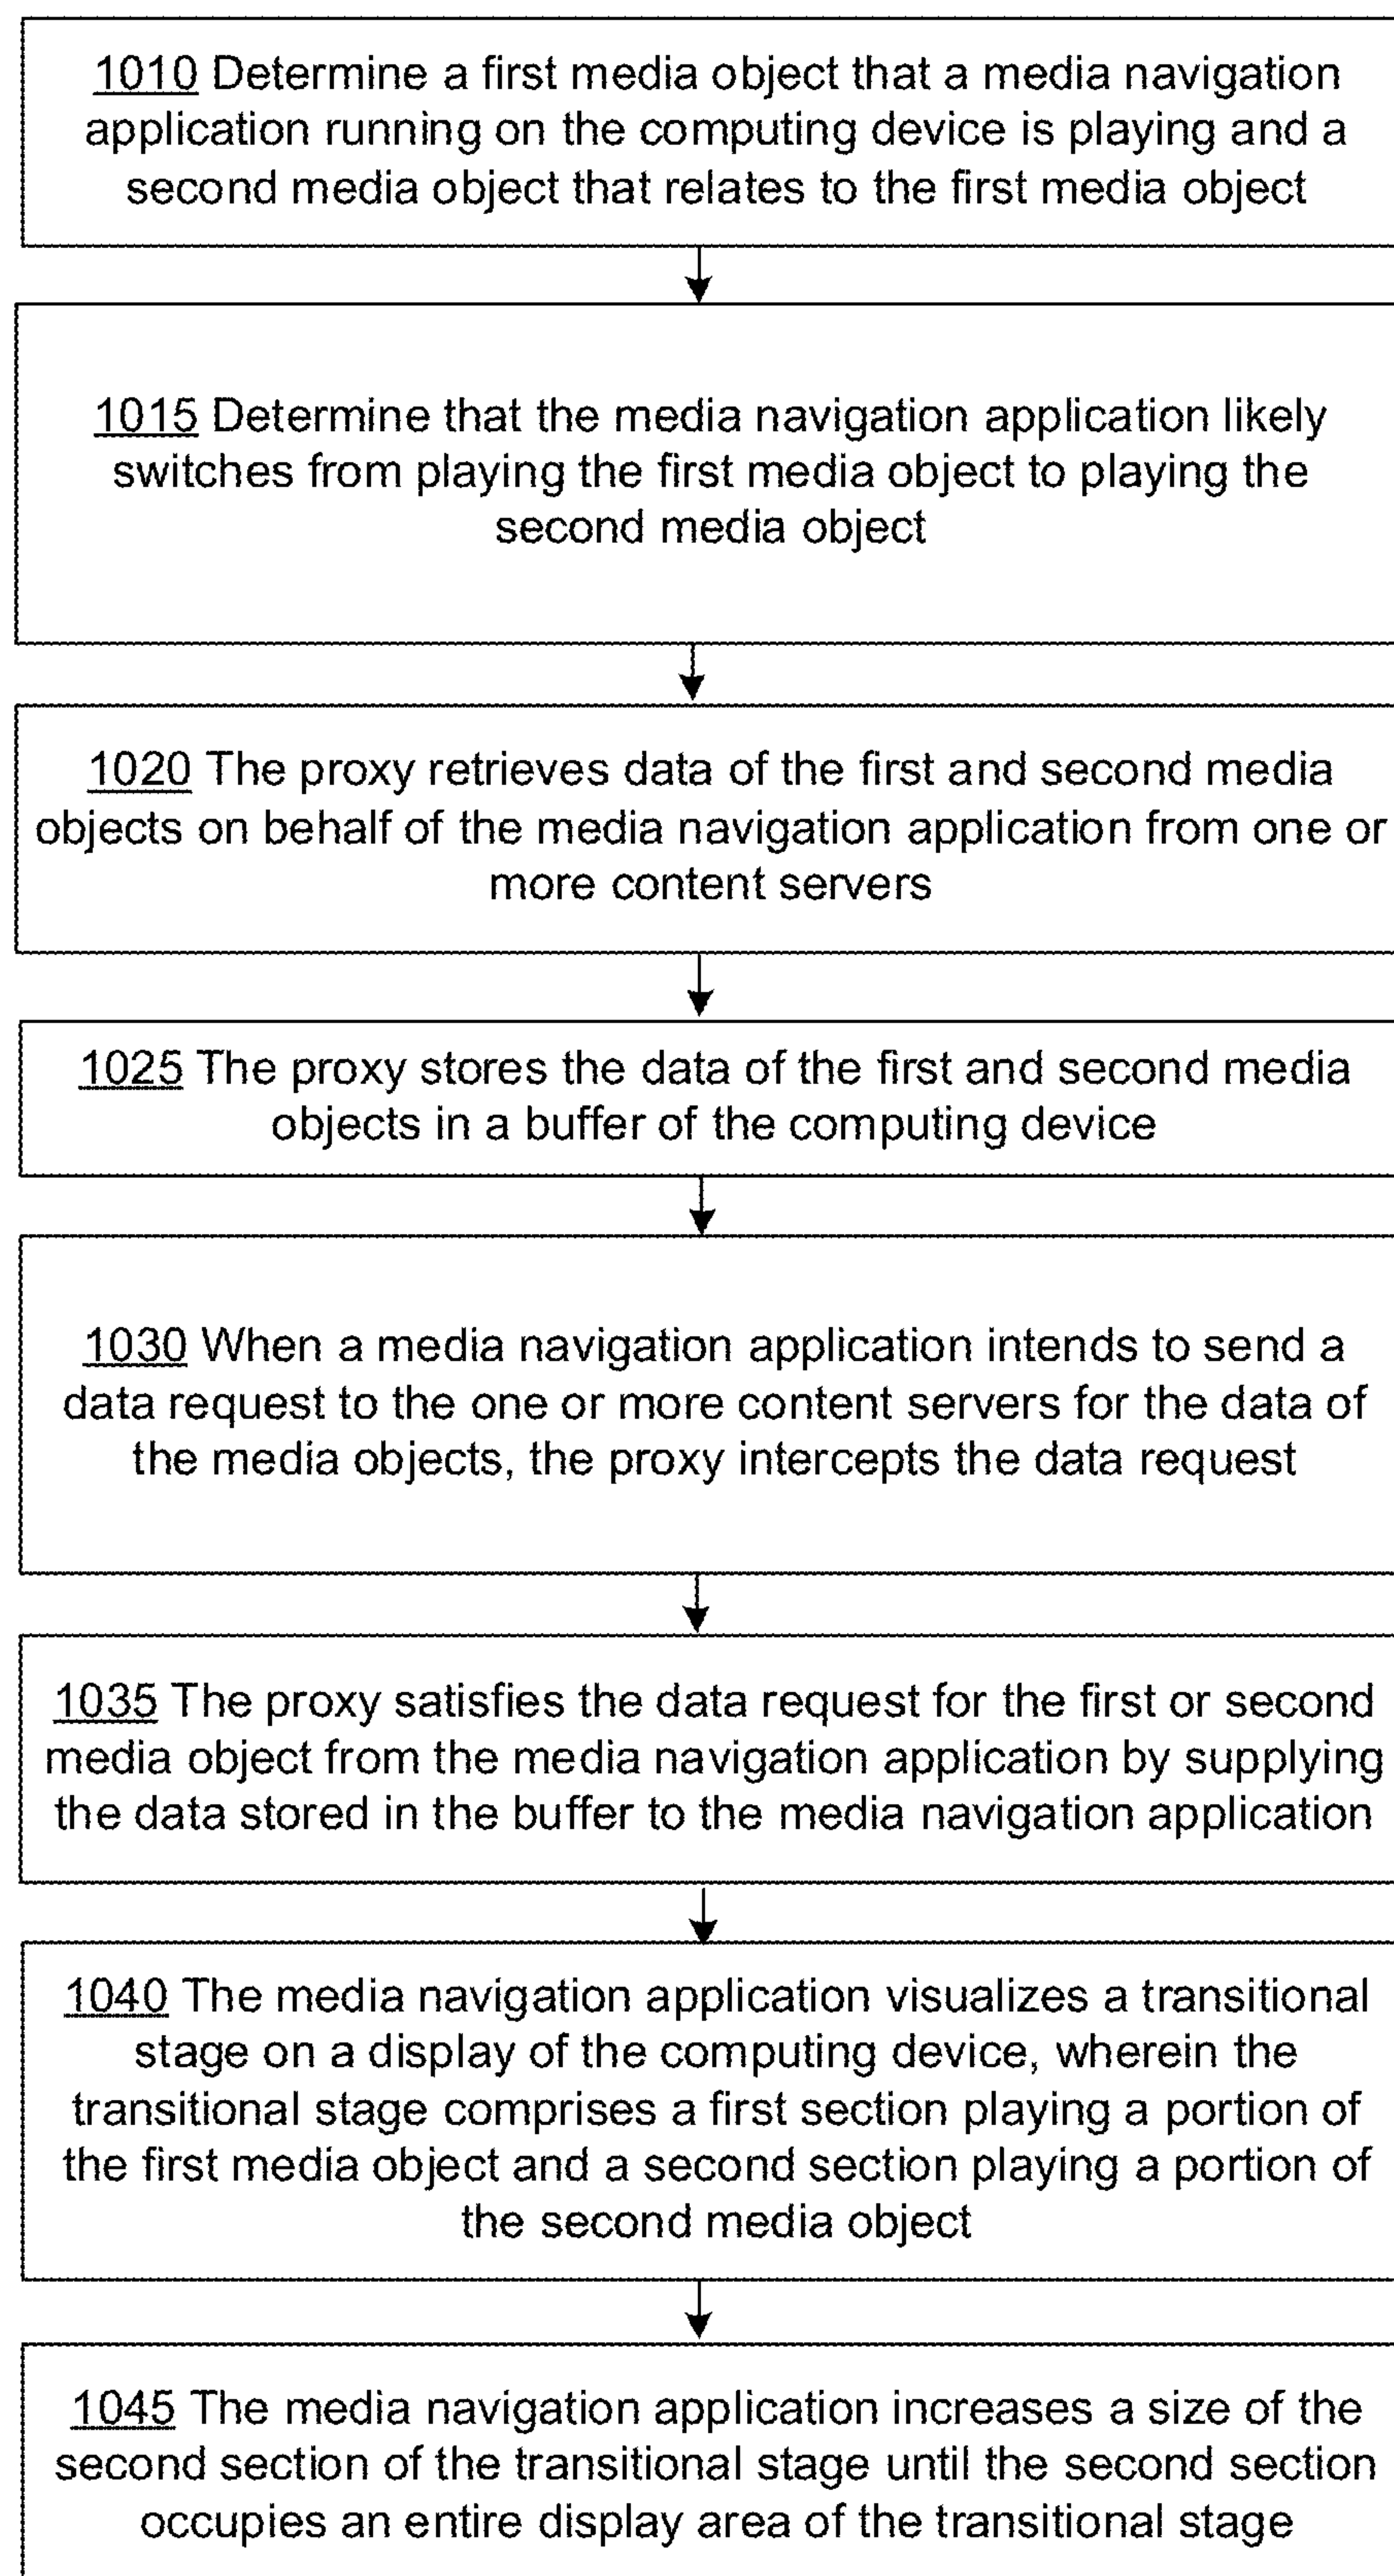 1010 Determine a first media object that a media navigation
application running on the computing device is playing and a
second media object that relates to the first media object
1015 Determine that the media navigation application likely
switches from playing the first media object to playing the
second media object
1020 The proxy retrieves data of the first and second media
objects on behalf of the media navigation application from one or
more content servers
1025 The proxy stores the data of the first and second media
objects in a buffer of the computing device
1030 When a media navigation application intends to send a
data request to the one or more content servers for the data of
the media objects, the proxy intercepts the data request
1035 The proxy satisfies the data request for the first or second
media object from the media navigation application by supplying
the data stored in the buffer to the media navigation application
1040 The media navigation application visualizes a transitional
stage on a display of the computing device, wherein the
transitional stage comprises a first section playing a portion of
the first media object and a second section playing a portion of
the second media object
1045 The media navigation application increases a size of the
second section of the transitional stage until the second section
occupies an entire display area of the transitional stage